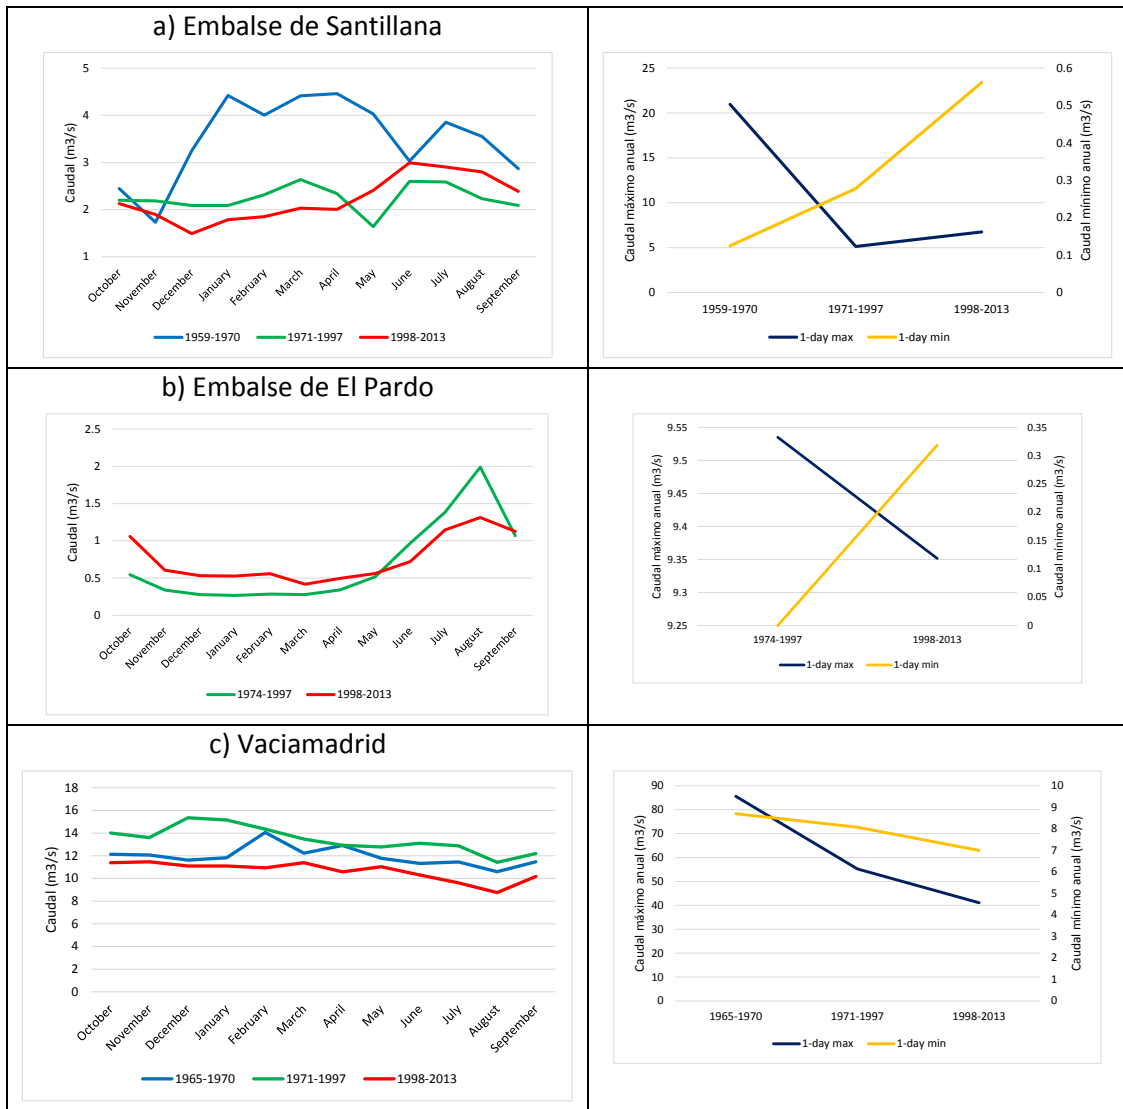 a) Embalse de Santillana
Caudal (m3/s)
5
4
3
2
1
October
November
December
January
February
March
April
May
June
July
August
September
1959-1970
1971-1997
1998-2013
Caudal máximo anual (m3/s)
25
20
15
10
5
0
0.6
0.5
0.4
0.3
0.2
0.1
0
Caudal mínimo anual (m3/s)
1959-1970
1971-1997
1998-2013
1-day max
1-day min
b) Embalse de El Pardo
Caudal (m3/s)
2.5
2
1.5
1
0.5
0
October
November
December
January
February
March
April
May
June
July
August
September
1974-1997
1998-2013
Caudal máximo anual (m3/s)
9.55
9.5
9.45
9.4
9.35
9.3
9.25
0.35
0.3
0.25
0.2
0.15
0.1
0.05
0
Caudal mínimo anual (m3/s)
1974-1997
1998-2013
1-day max
1-day min
c) Vaciamadrid
Caudal (m3/s)
18
16
14
12
10
8
6
4
2
0
October
November
December
January
February
March
April
May
June
July
August
September
1965-1970
1971-1997
1998-2013
Caudal máximo anual (m3/s)
90
80
70
60
50
40
30
20
10
0
10
9
8
7
6
5
4
3
2
1
0
Caudal mínimo anual (m3/s)
1965-1970
1971-1997
1998-2013
1-day max
1-day min